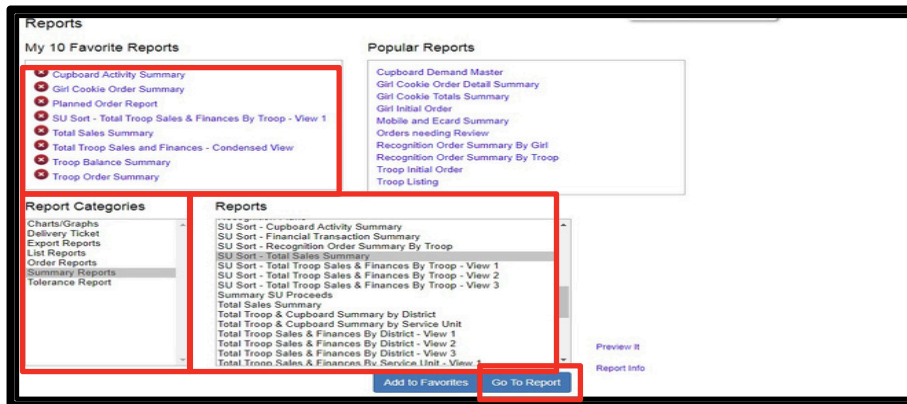 Reports
My 10 Favorite Reports
Popular Reports
Cupboard Activity Summary
Girl Cookie Order Summary
Planned Order Report
SU Sort - Total Troop Sales & Finances By Troop - View 1
Total Sales Summary
Total Troop Sales and Finances - Condensed View
Troop Balance Summary
Troop Order Summary
Cupboard Demand Master
Girl Cookie Order Detail Summary
Girl Cookie Totals Summary
Girl Initial Order
Mobile and Ecard Summary
Orders needing Review
Recognition Order Summary By Girl
Recognition Order Summary By Troop
Troop Initial Order
Troop Listing
Report Categories
Charts/Graphs
Delivery Ticket
Export Reports
List Reports
Order Reports
Summary Reports
Tolerance Report
Reports
SU Sort - Cupboard Activity Summary
SU Sort - Financial Transaction Summary
SU Sort - Recognition Order Summary By Troop
SU Sort - Total Sales Summary
SU Sort - Total Troop Sales & Finances By Troop - View 1
SU Sort - Total Troop Sales & Finances By Troop - View 2
SU Sort - Total Troop Sales & Finances By Troop - View 3
Summary SU Proceeds
Total Sales Summary
Total Troop & Cupboard Summary by District
Total Troop & Cupboard Summary by Service Unit
Total Troop Sales & Finances By District - View 1
Total Troop Sales & Finances By District - View 2
Total Troop Sales & Finances By District - View 3
Total Troop Sales & Finances By Service Unit - View 1
Preview It
Report Info
Add to Favorites
Go To Report